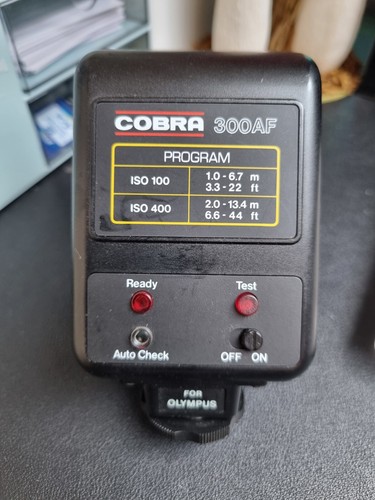 COBRA 300AF
PROGRAM
ISO 100 1.0 - 6.7 m
3.3 - 22 ft
ISO 400 2.0 - 13.4 m
6.6 - 44 ft
Ready Test
Auto Check OFF ON
FOR
OLYMPUS